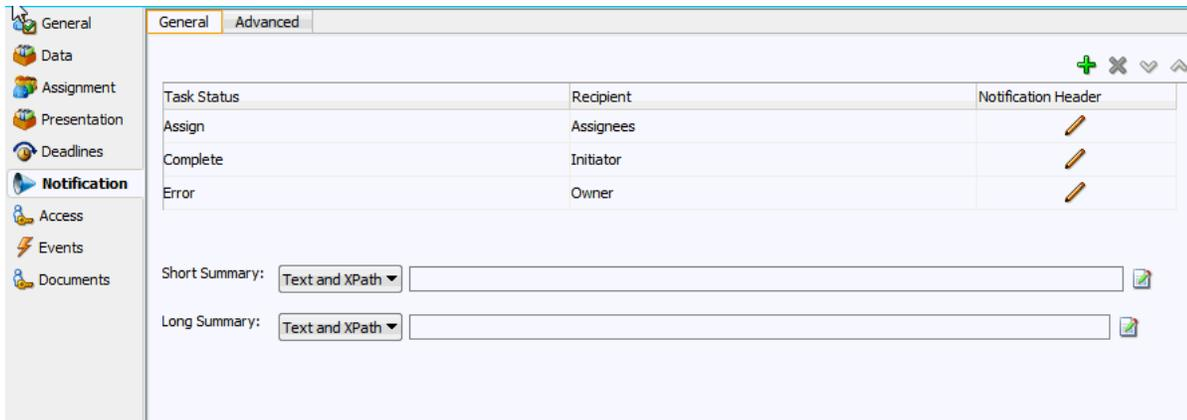 General
Data
Assignment
Presentation
Deadlines
Notification
Access
Events
Documents
General Advanced
Task Status Recipient Notification Header
Assign Assignees
Complete Initiator
Error Owner
Short Summary: Text and XPath
Long Summary: Text and XPath